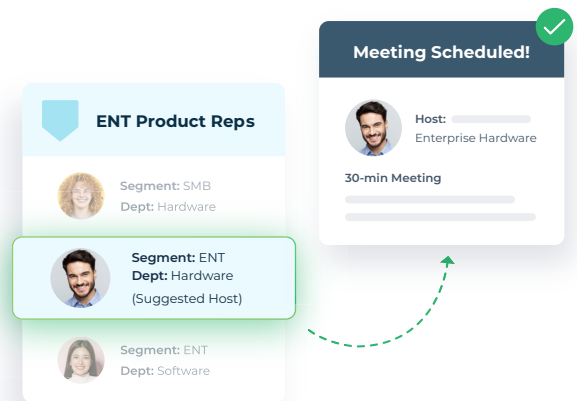 Meeting Scheduled!
Host:
Enterprise Hardware
30-min Meeting
ENT Product Reps
Segment: SMB
Dept: Hardware
Segment: ENT
Dept: Hardware
(Suggested Host)
Segment: ENT
Dept: Software